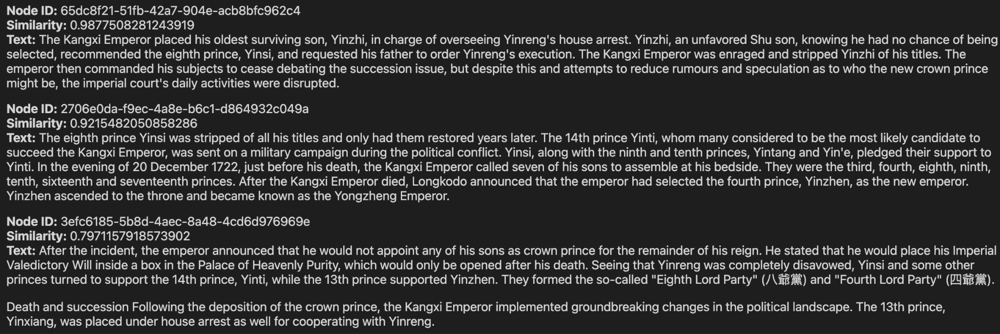 Node ID: 65dc8f21-51fb-42a7-904e-acb8bfc962c4
Similarity: 0.9877508281243919
Text: The Kangxi Emperor placed his oldest surviving son, Yinzhi, in charge of overseeing Yinreng's house arrest. Yinzhi, an unfavored Shu son, knowing he had no chance of being
selected, recommended the eighth prince, Yinsi, and requested his father to order Yinreng's execution. The Kangxi Emperor was enraged and stripped Yinzhi of his titles. The
emperor then commanded his subjects to cease debating the succession issue, but despite this and attempts to reduce rumours and speculation as to who the new crown prince
might be, the imperial court's daily activities were disrupted.
Node ID: 2706e0da-f9ec-4a8e-b6c1-d864932c049a
Similarity: 0.9215482050858286
Text: The eighth prince Yinsi was stripped of all his titles and only had them restored years later. The 14th prince Yinti, whom many considered to be the most likely candidate to
succeed the Kangxi Emperor, was sent on a military campaign during the political conflict. Yinsi, along with the ninth and tenth princes, Yintang and Yin'e, pledged their support to
Yinti. In the evening of 20 December 1722, just before his death, the Kangxi Emperor called seven of his sons to assemble at his bedside. They were the third, fourth, eighth, ninth,
tenth, sixteenth and seventeenth princes. After the Kangxi Emperor died, Longkodo announced that the emperor had selected the fourth prince, Yinzhen, as the new emperor.
Yinzhen ascended to the throne and became known as the Yongzheng Emperor.
Node ID: 3efc6185-5b8d-4aec-8a48-4cd6d976969e
Similarity: 0.7971157918573902
Text: After the incident, the emperor announced that he would not appoint any of his sons as crown prince for the remainder of his reign. He stated that he would place his Imperial
Valedictory Will inside a box in the Palace of Heavenly Purity, which would only be opened after his death. Seeing that Yinreng was completely disavowed, Yinsi and some other
princes turned to support the 14th prince, Yinti, while the 13th prince supported Yinzhen. They formed the so-called "Eighth Lord Party" (八爺黨) and "Fourth Lord Party" (四爺黨).
Death and succession Following the deposition of the crown prince, the Kangxi Emperor implemented groundbreaking changes in the political landscape. The 13th prince,
Yinxiang, was placed under house arrest as well for cooperating with Yinreng.